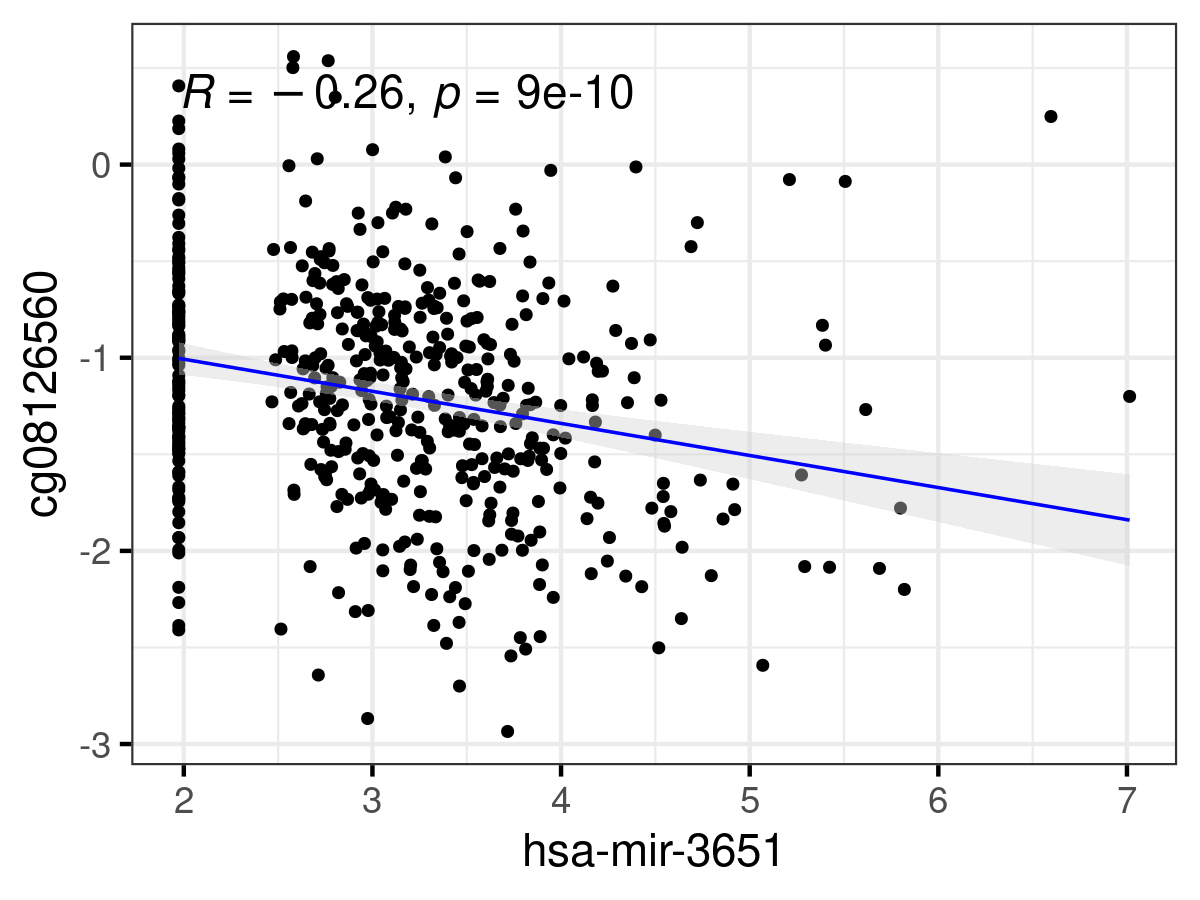 R = − 0.26, p = 9e-10
0
-1
-2
-3
cg08126560
2 3 4 5 6 7
hsa-mir-3651